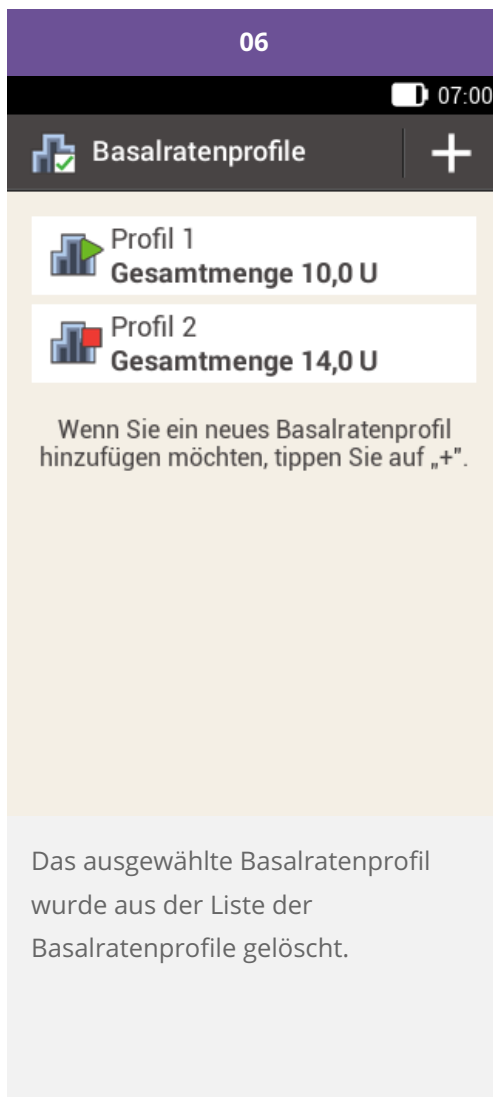 06
07:00
Basalratenprofile
Profil 1
Gesamtmenge 10,0 U
Profil 2
Gesamtmenge 14,0 U
Wenn Sie ein neues Basalratenprofil
hinzufügen möchten, tippen Sie auf „+".
Das ausgewählte Basalratenprofil
wurde aus der Liste der
Basalratenprofile gelöscht.